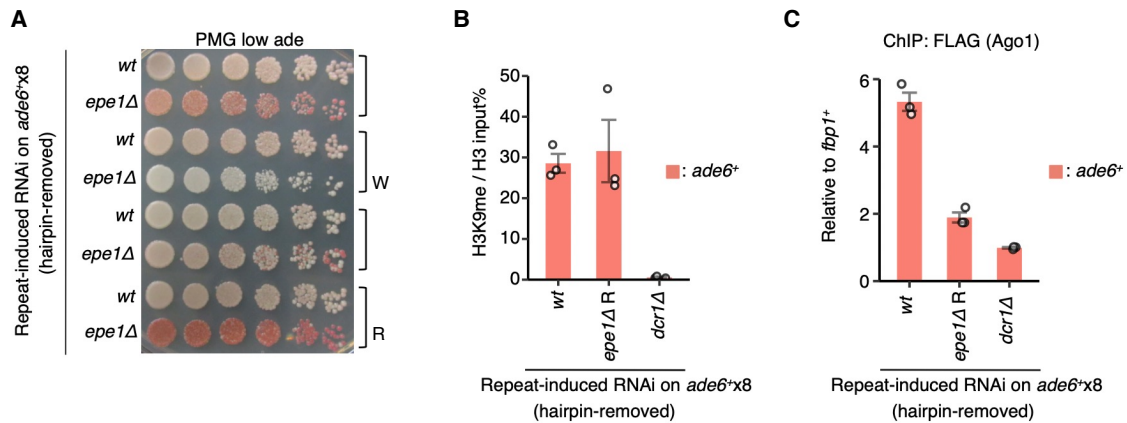 A
PMG low ade
Repeat-induced RNAi on ade6⁺x8
(hairpin-removed)
wt
epe1Δ
wt
epe1Δ
W
wt
epe1Δ
wt
epe1Δ
R
B
H3K9me / H3 input%
50
40
30
20
10
0
: ade6⁺
wt
epe1Δ R
dcr1Δ
Repeat-induced RNAi on ade6⁺x8
(hairpin-removed)
C
ChIP: FLAG (Ago1)
Relative to fbp1⁺
6
4
2
0
: ade6⁺
wt
epe1Δ R
dcr1Δ
Repeat-induced RNAi on ade6⁺x8
(hairpin-removed)